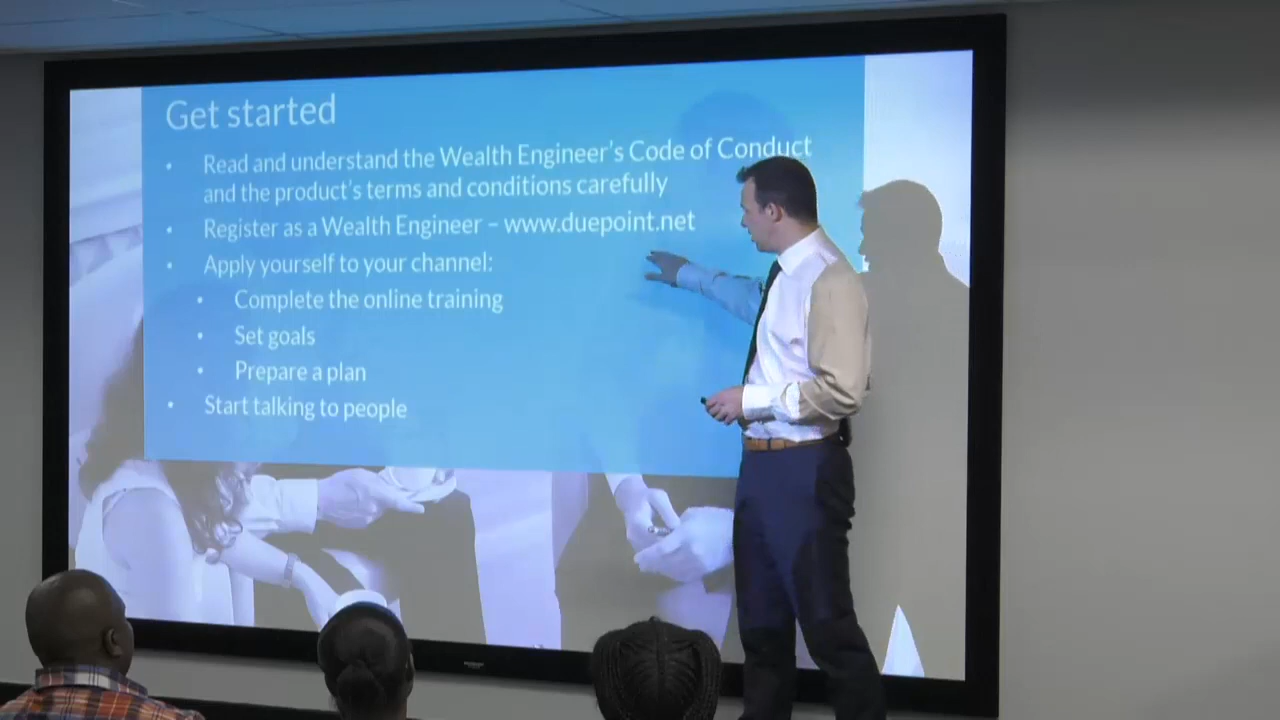 Get started
• Read and understand the Wealth Engineer's Code of Conduct
and the product's terms and conditions carefully
• Register as a Wealth Engineer – www.duepoint.net
• Apply yourself to your channel:
• Complete the online training
• Set goals
• Prepare a plan
• Start talking to people